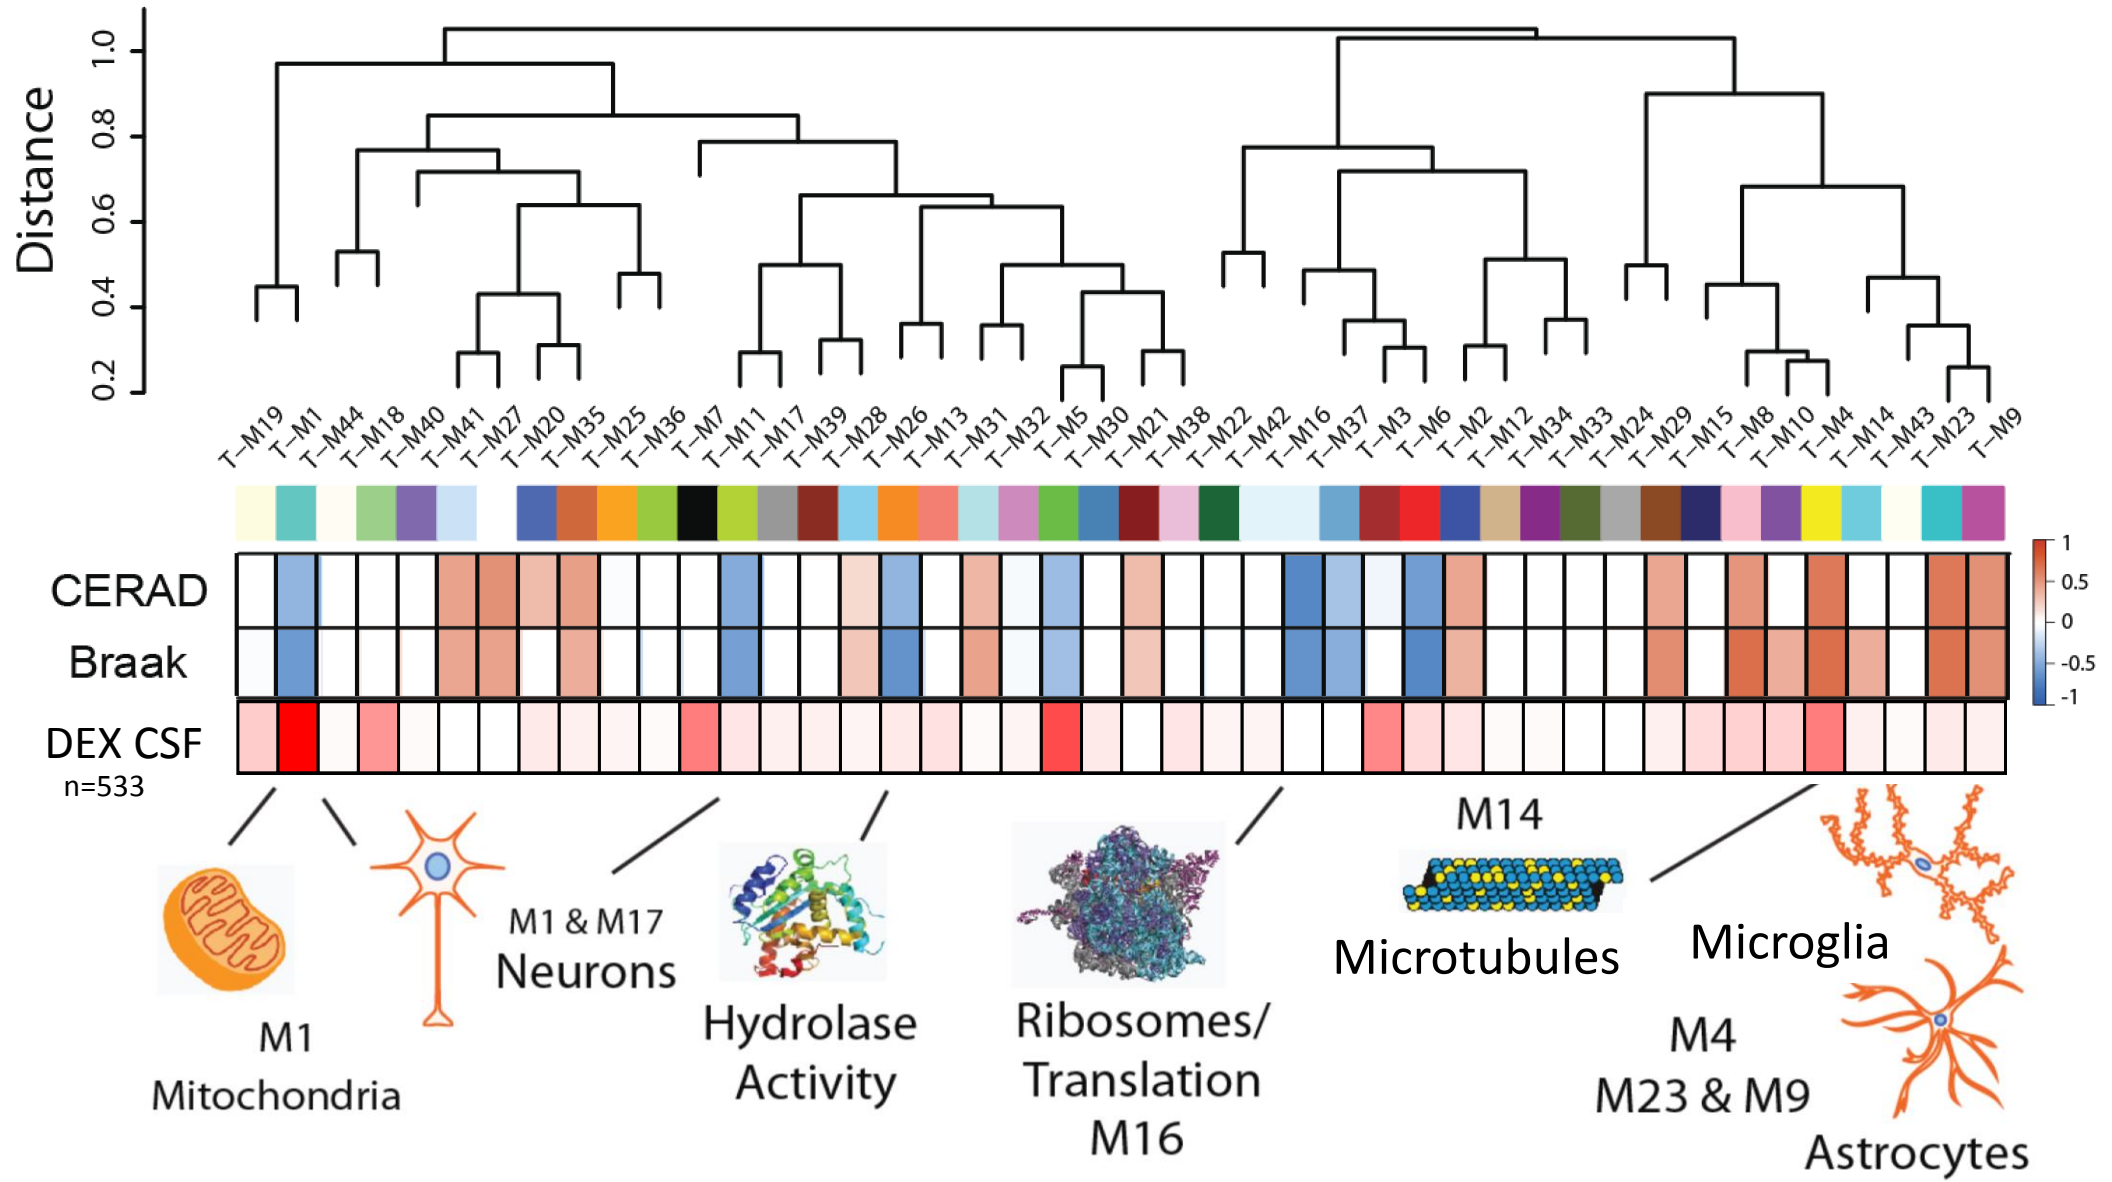 Distance
1.0
0.8
0.6
0.4
0.2
T-M19
T-M1
T-M44
T-M18
T-M40
T-M41
T-M27
T-M20
T-M35
T-M25
T-M36
T-M7
T-M11
T-M17
T-M39
T-M28
T-M26
T-M13
T-M31
T-M32
T-M5
T-M30
T-M21
T-M38
T-M22
T-M42
T-M16
T-M37
T-M3
T-M6
T-M2
T-M12
T-M34
T-M33
T-M24
T-M29
T-M15
T-M8
T-M10
T-M4
T-M14
T-M43
T-M23
T-M9
CERAD
Braak
DEX CSF
n=533
1
0.5
0
-0.5
-1
M1
Mitochondria
M1 & M17
Neurons
Hydrolase
Activity
Ribosomes/
Translation
M16
M14
Microtubules
Microglia
M4
M23 & M9
Astrocytes